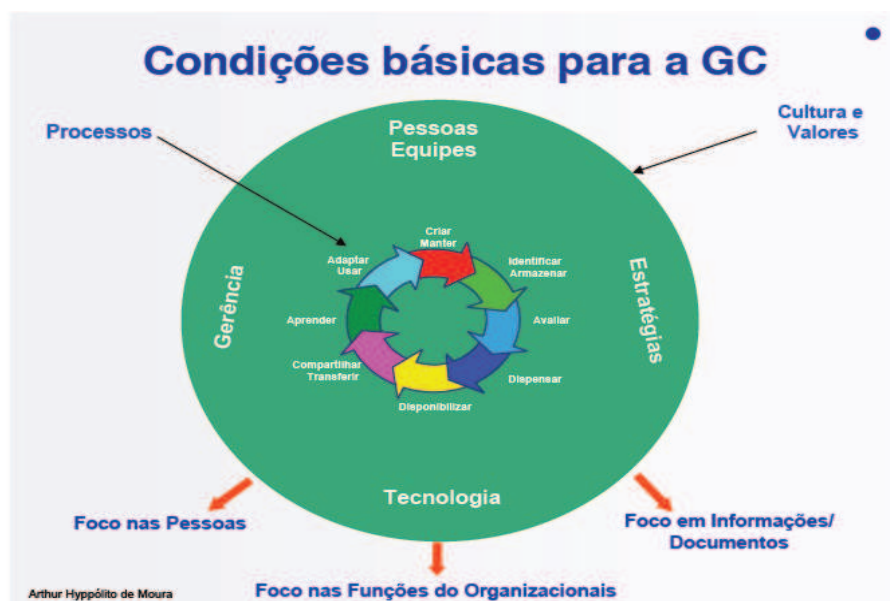 Condições básicas para a GC
Processos
Cultura e
Valores
Pessoas
Equipes
Criar
Manter
Adaptar
Usar
Identificar
Armazenar
Gerência
Estratégias
Aprender
Avaliar
Compartilhar
Transferir
Dispensar
Disponibilizar
Tecnologia
Foco nas Pessoas
Foco em Informações/
Documentos
Foco nas Funções do Organizacionais
Arthur Hyppólito de Moura